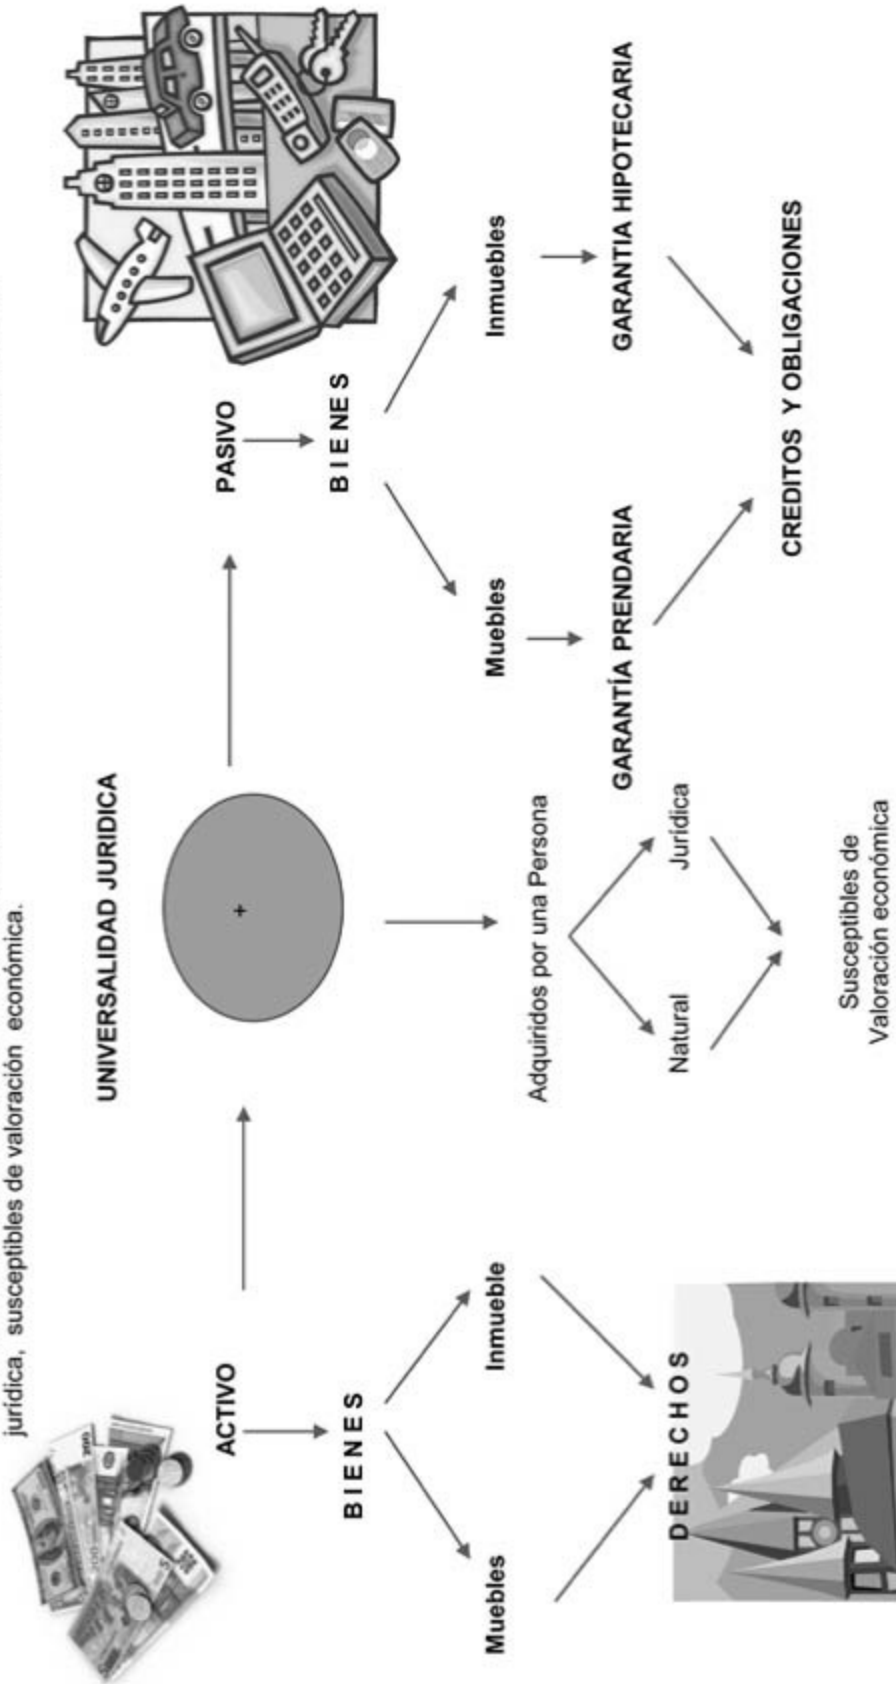 jurídica, susceptibles de valoración económica.
UNIVERSALIDAD JURIDICA
ACTIVO
+
PASIVO
B I E N E S
B I E NE S
Muebles
Inmueble
Adquiridos por una Persona
Muebles
Inmuebles
D E R E C H O S
Natural
Jurídica
GARANTÍA PRENDARIA
GARANTIA HIPOTECARIA
CREDITOS Y OBLIGACIONES
Susceptibles de
Valoración económica